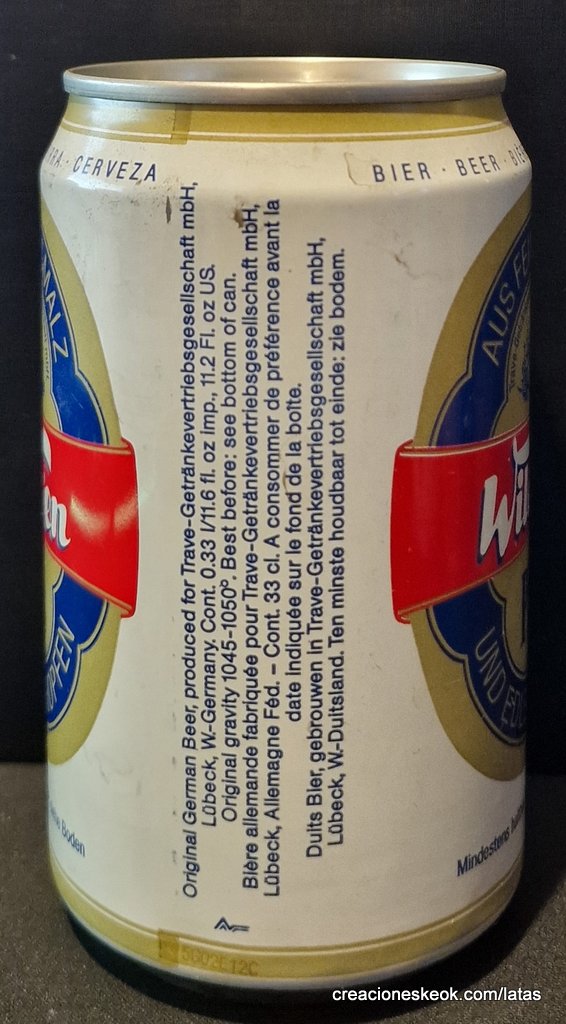 CERVEZA
BIER · BEER ·
MALZ
AUS
en
UND
OPFEN
Original German Beer, produced for Trave-Getränkevertriebsgesellschaft mbH,
Lübeck, W-Germany. Cont. 0.33 l/11.6 fl. oz Imp., 11.2 Fl. oz US.
Original gravity 1045-1050°. Best before: see bottom of can.
Bière allemande fabriquée pour Trave-Getränkevertriebsgesellschaft mbH,
Lübeck, Allemagne Féd. – Cont. 33 cl. A consommer de préférence avant la
date indiquée sur le fond de la boîte.
Duits Bier, gebrouwen in Trave-Getränkevertriebsgesellschaft mbH,
Lübeck, W.-Duitsland. Ten minste houdbaar tot einde: zie bodem.
Boden
Mindestens
creacioneskeok.com/latas